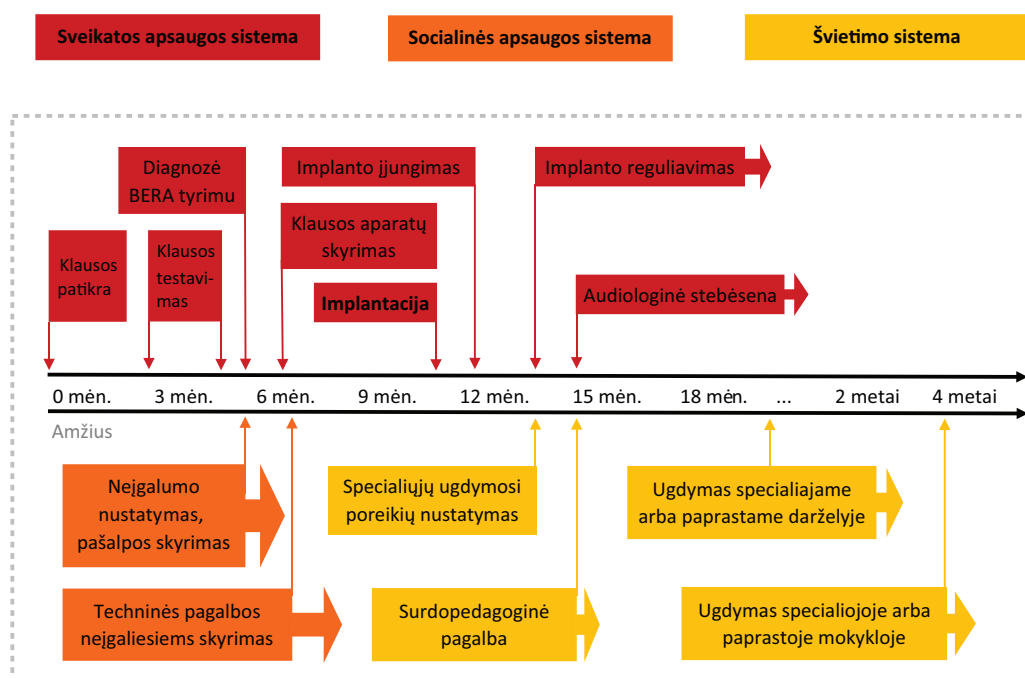 Sveikatos apsaugos sistema
Socialinės apsaugos sistema
Švietimo sistema
Diagnozė
BERA tyrimu
Implanto įjungimas
Implanto reguliavimas
Klausos
patikra
Klausos
testavi-
mas
Klausos aparatų
skyrimas
Implantacija
Audiologinė stebėsena
0 mėn.
3 mėn.
6 mėn.
9 mėn.
12 mėn.
15 mėn.
18 mėn.
...
2 metai
4 metai
Amžius
Neįgalumo
nustatymas,
pašalpos skyrimas
Specialiųjų ugdymosi
poreikių nustatymas
Ugdymas specialiajame
arba paprastame darželyje
Techninės pagalbos
neįgaliesiems skyrimas
Surdopedagoginė
pagalba
Ugdymas specialiojoje arba
paprastoje mokykloje